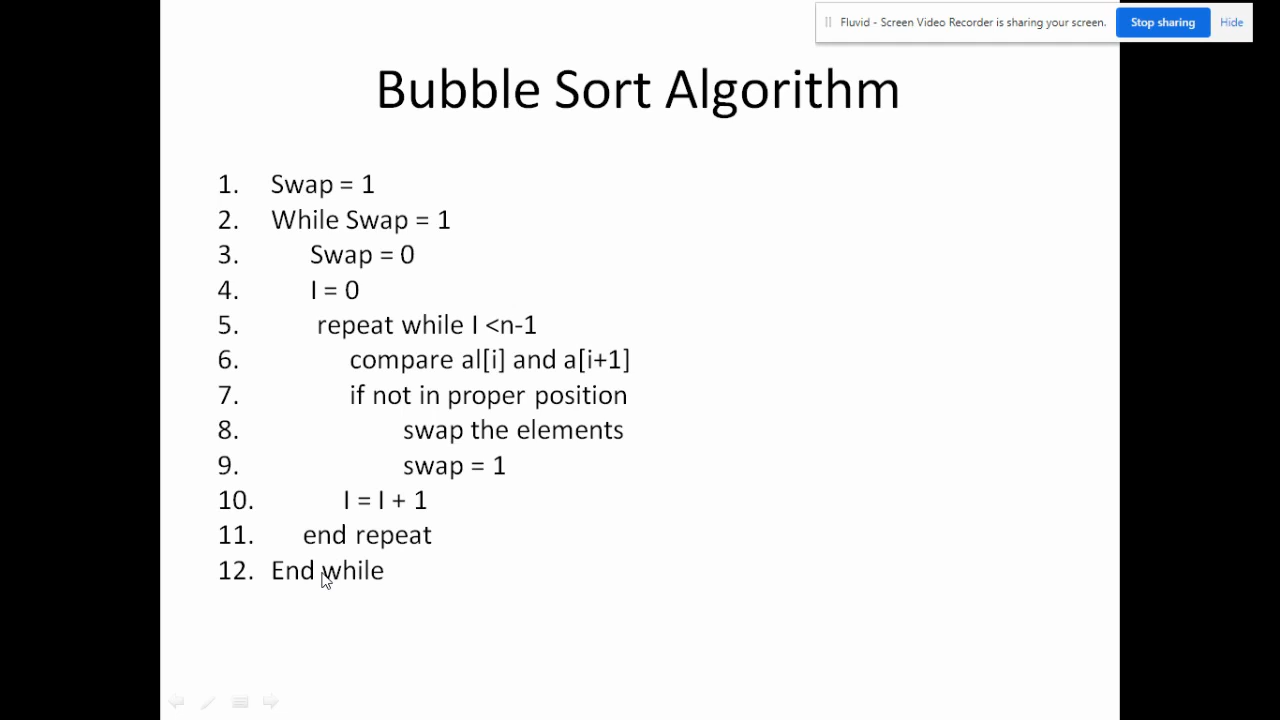 Fluvid - Screen Video Recorder is sharing your screen. Stop sharing Hide
Bubble Sort Algorithm
1. Swap = 1
2. While Swap = 1
3. Swap = 0
4. I = 0
5. repeat while I <n-1
6. compare al[i] and a[i+1]
7. if not in proper position
8. swap the elements
9. swap = 1
10. I = I + 1
11. end repeat
12. End while